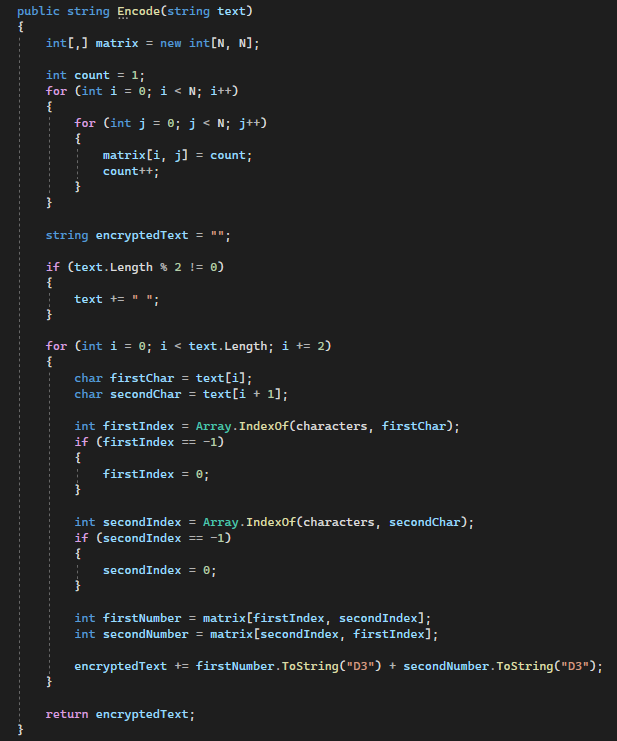 public string Encode(string text)
{
    int[,] matrix = new int[N, N];

    int count = 1;
    for (int i = 0; i < N; i++)
    {
        for (int j = 0; j < N; j++)
        {
            matrix[i, j] = count;
            count++;
        }
    }

    string encryptedText = "";

    if (text.Length % 2 != 0)
    {
        text += " ";
    }

    for (int i = 0; i < text.Length; i += 2)
    {
        char firstChar = text[i];
        char secondChar = text[i + 1];

        int firstIndex = Array.IndexOf(characters, firstChar);
        if (firstIndex == -1)
        {
            firstIndex = 0;
        }

        int secondIndex = Array.IndexOf(characters, secondChar);
        if (secondIndex == -1)
        {
            secondIndex = 0;
        }

        int firstNumber = matrix[firstIndex, secondIndex];
        int secondNumber = matrix[secondIndex, firstIndex];

        encryptedText += firstNumber.ToString("D3") + secondNumber.ToString("D3");
    }

    return encryptedText;
}